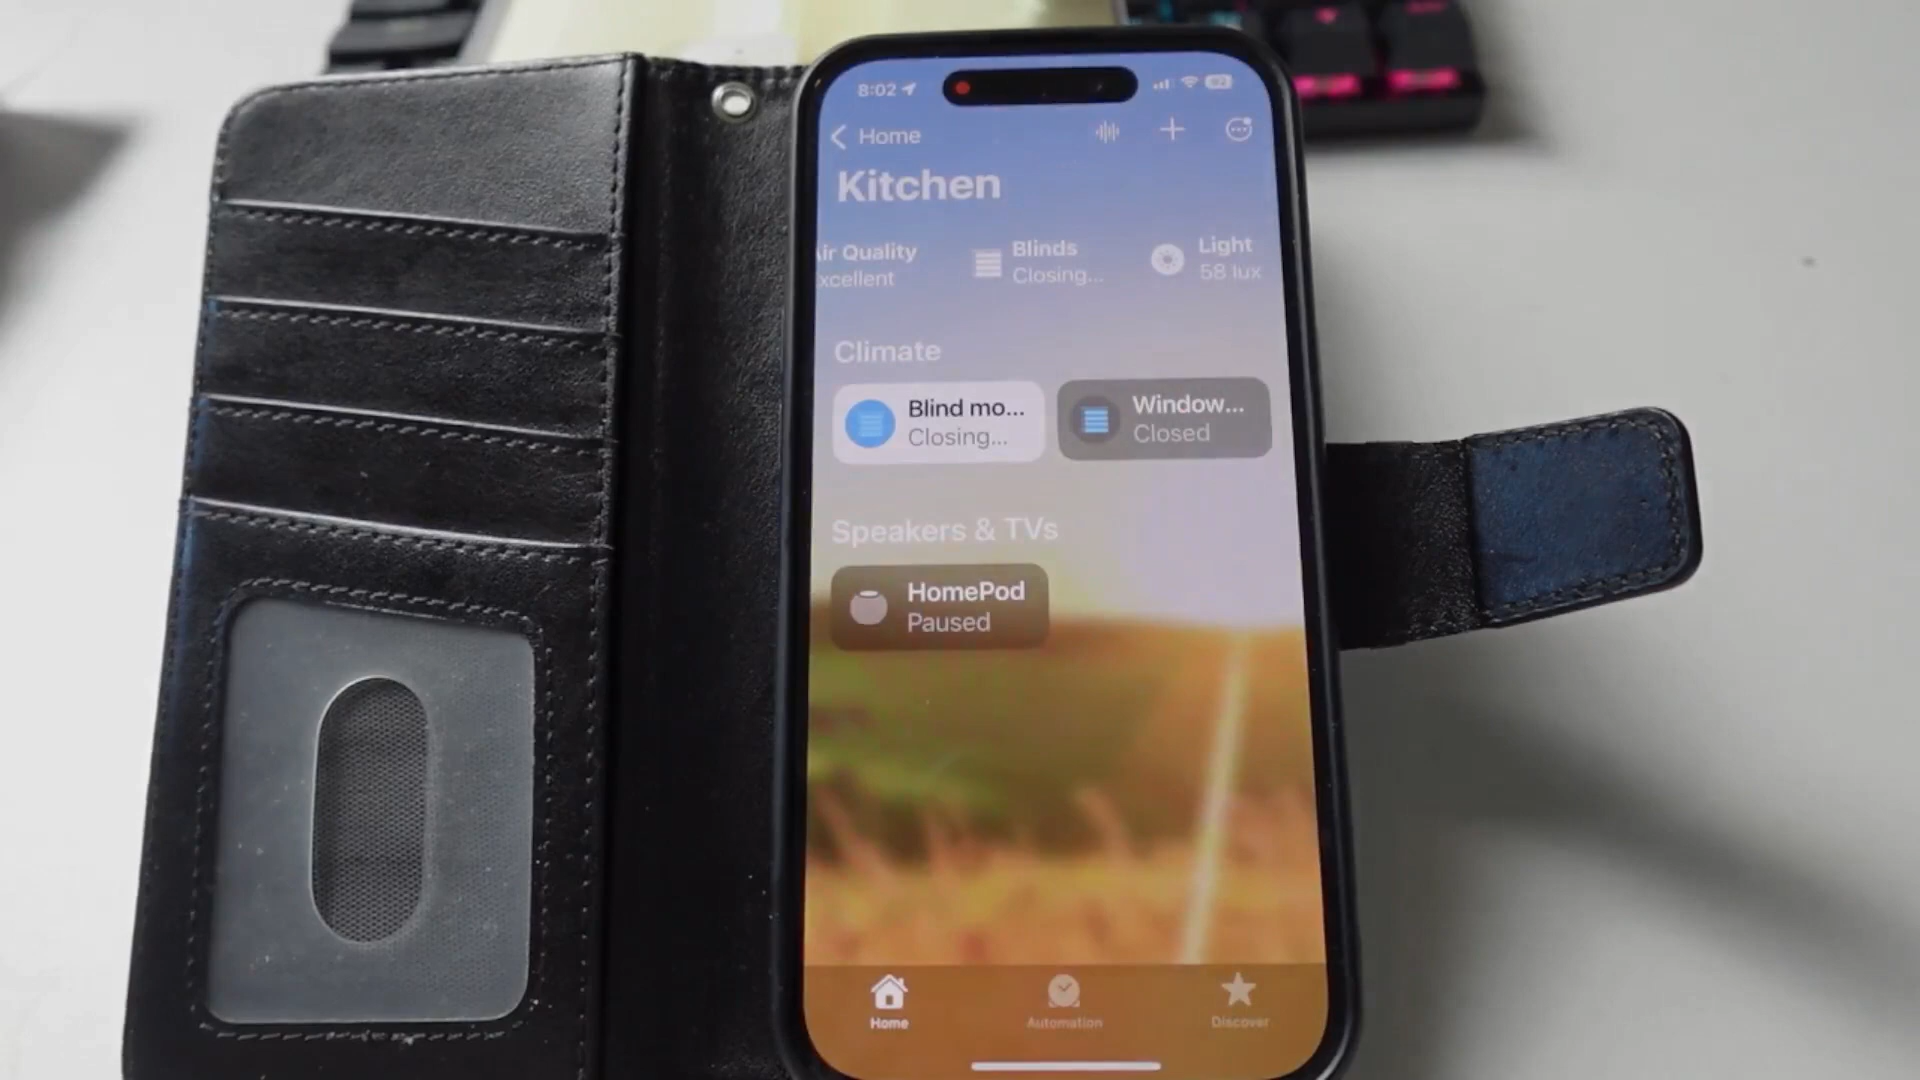 8:02
Home
Kitchen
ir Quality
xcellent
Blinds
Closing...
Light
58 lux
Climate
Blind mo...
Closing...
Window...
Closed
Speakers & TVs
HomePod
Paused
Home
Automation
Discover